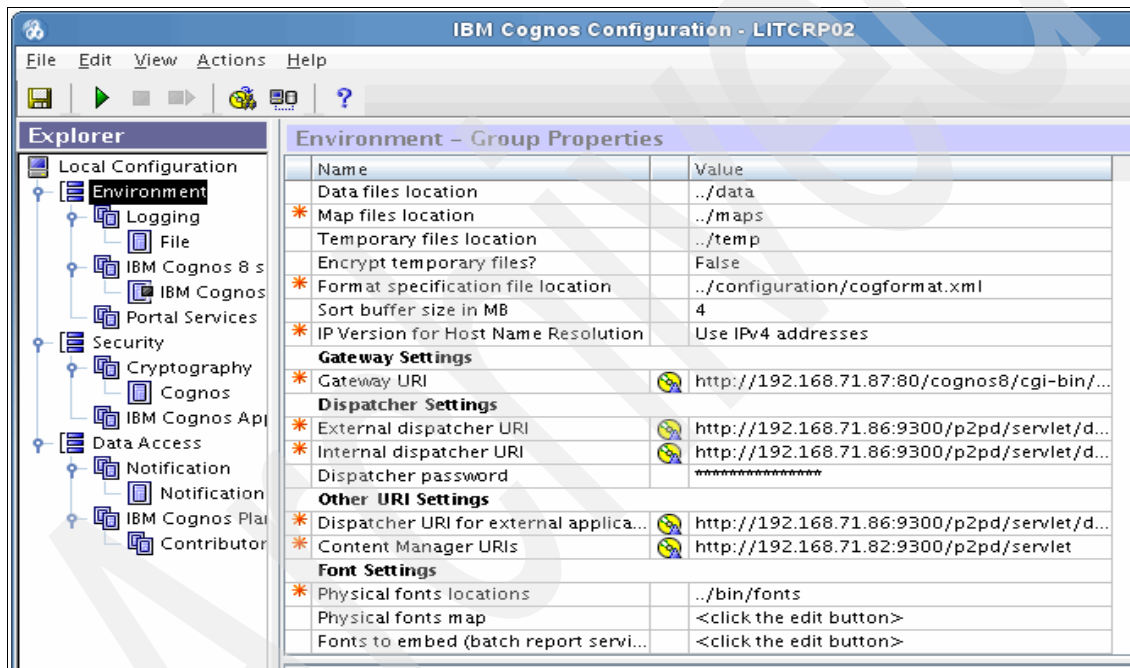 IBM Cognos Configuration - LITCRP02
File Edit View Actions Help
?
Explorer
Local Configuration
Environment
Logging
File
IBM Cognos 8 s
IBM Cognos
Portal Services
Security
Cryptography
Cognos
IBM Cognos App
Data Access
Notification
Notification
IBM Cognos Plan
Contributor
Environment – Group Properties
Name Value
Data files location ../data
* Map files location ../maps
Temporary files location ../temp
Encrypt temporary files? False
* Format specification file location ../configuration/cogformat.xml
Sort buffer size in MB 4
* IP Version for Host Name Resolution Use IPv4 addresses
Gateway Settings
* Gateway URI http://192.168.71.87:80/cognos8/cgi-bin/...
Dispatcher Settings
* External dispatcher URI http://192.168.71.86:9300/p2pd/servlet/d...
* Internal dispatcher URI http://192.168.71.86:9300/p2pd/servlet/d...
Dispatcher password ***************
Other URI Settings
* Dispatcher URI for external applica... http://192.168.71.86:9300/p2pd/servlet/d...
* Content Manager URIs http://192.168.71.82:9300/p2pd/servlet
Font Settings
* Physical fonts locations ../bin/fonts
Physical fonts map <click the edit button>
Fonts to embed (batch report servi... <click the edit button>